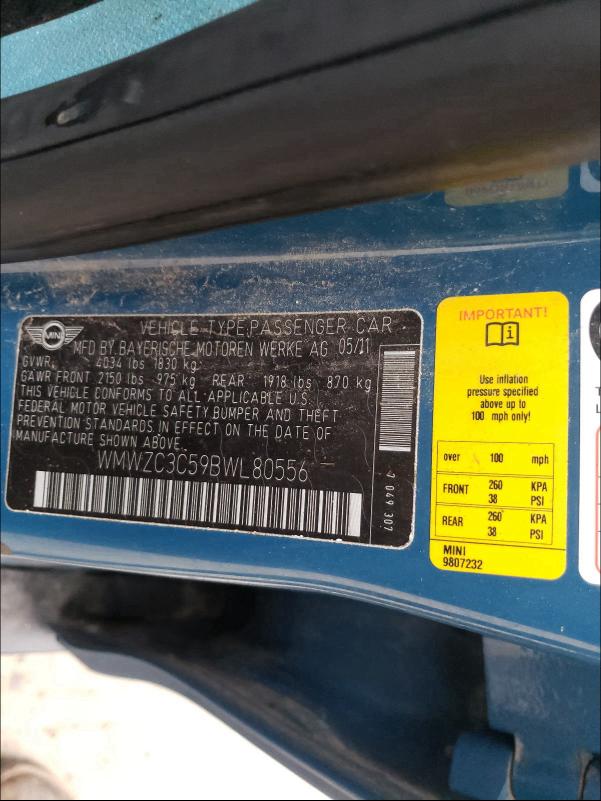 MINI
VEHICLE TYPE:PASSENGER CAR
MFD BY BAYERISCHE MOTOREN WERKE AG 05/11
GVWR 4034 lbs 1830 kg
GAWR FRONT 2150 lbs - 975 kg REAR 1918 lbs 870 kg
THIS VEHICLE CONFORMS TO ALL APPLICABLE U.S.
FEDERAL MOTOR VEHICLE SAFETY,BUMPER AND THEFT
PREVENTION STANDARDS IN EFFECT ON THE DATE OF
MANUFACTURE SHOWN ABOVE.
WMWZC3C59BWL80556
7 069 307
IMPORTANT!
i
Use inflation
pressure specified
above up to
100 mph only!
over 100 mph
FRONT 260 KPA
38 PSI
REAR 260 KPA
38 PSI
MINI
9807232